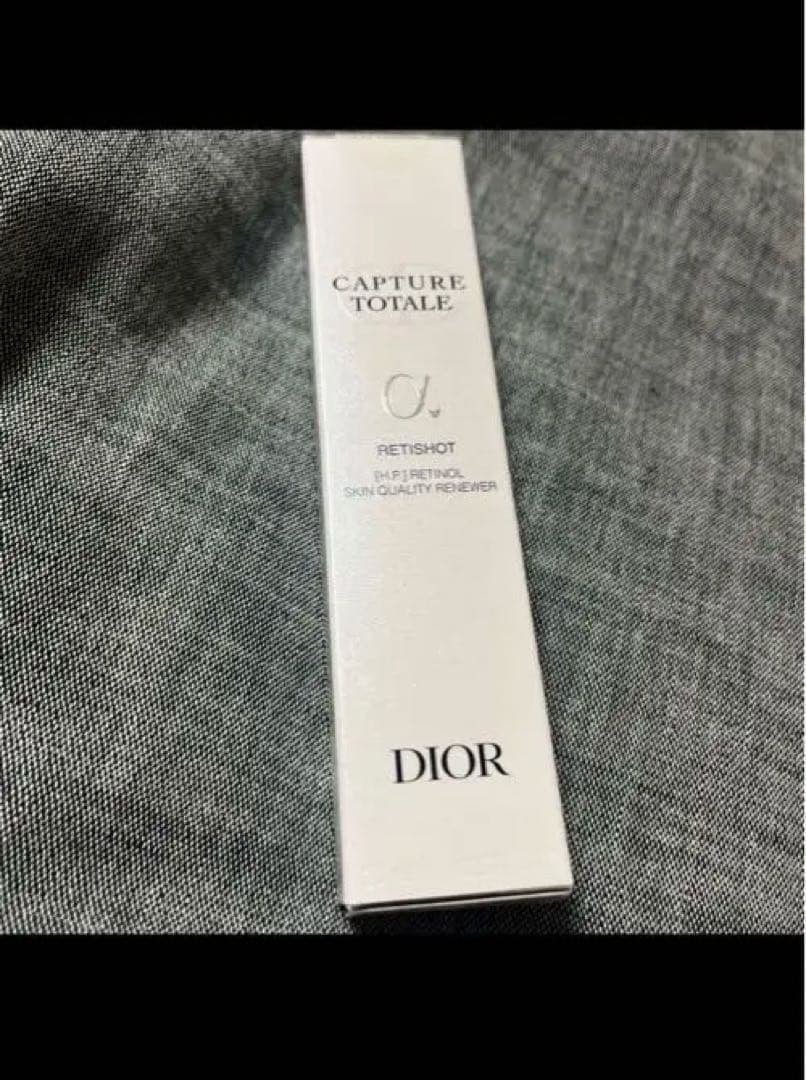 CAPTURE
TOTALE
RETISHOT
[H.P.] RETINOL
SKIN QUALITY RENEWER
DIOR